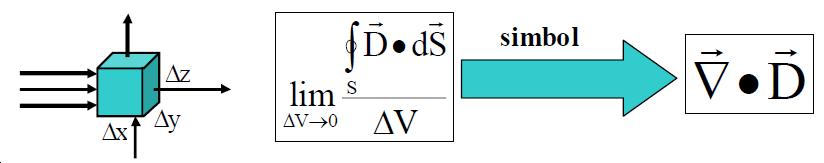 Δz
Δy
Δx
lim ΔV→0 ∮S D⃗ • dS⃗ / ΔV
simbol
∇⃗ • D⃗